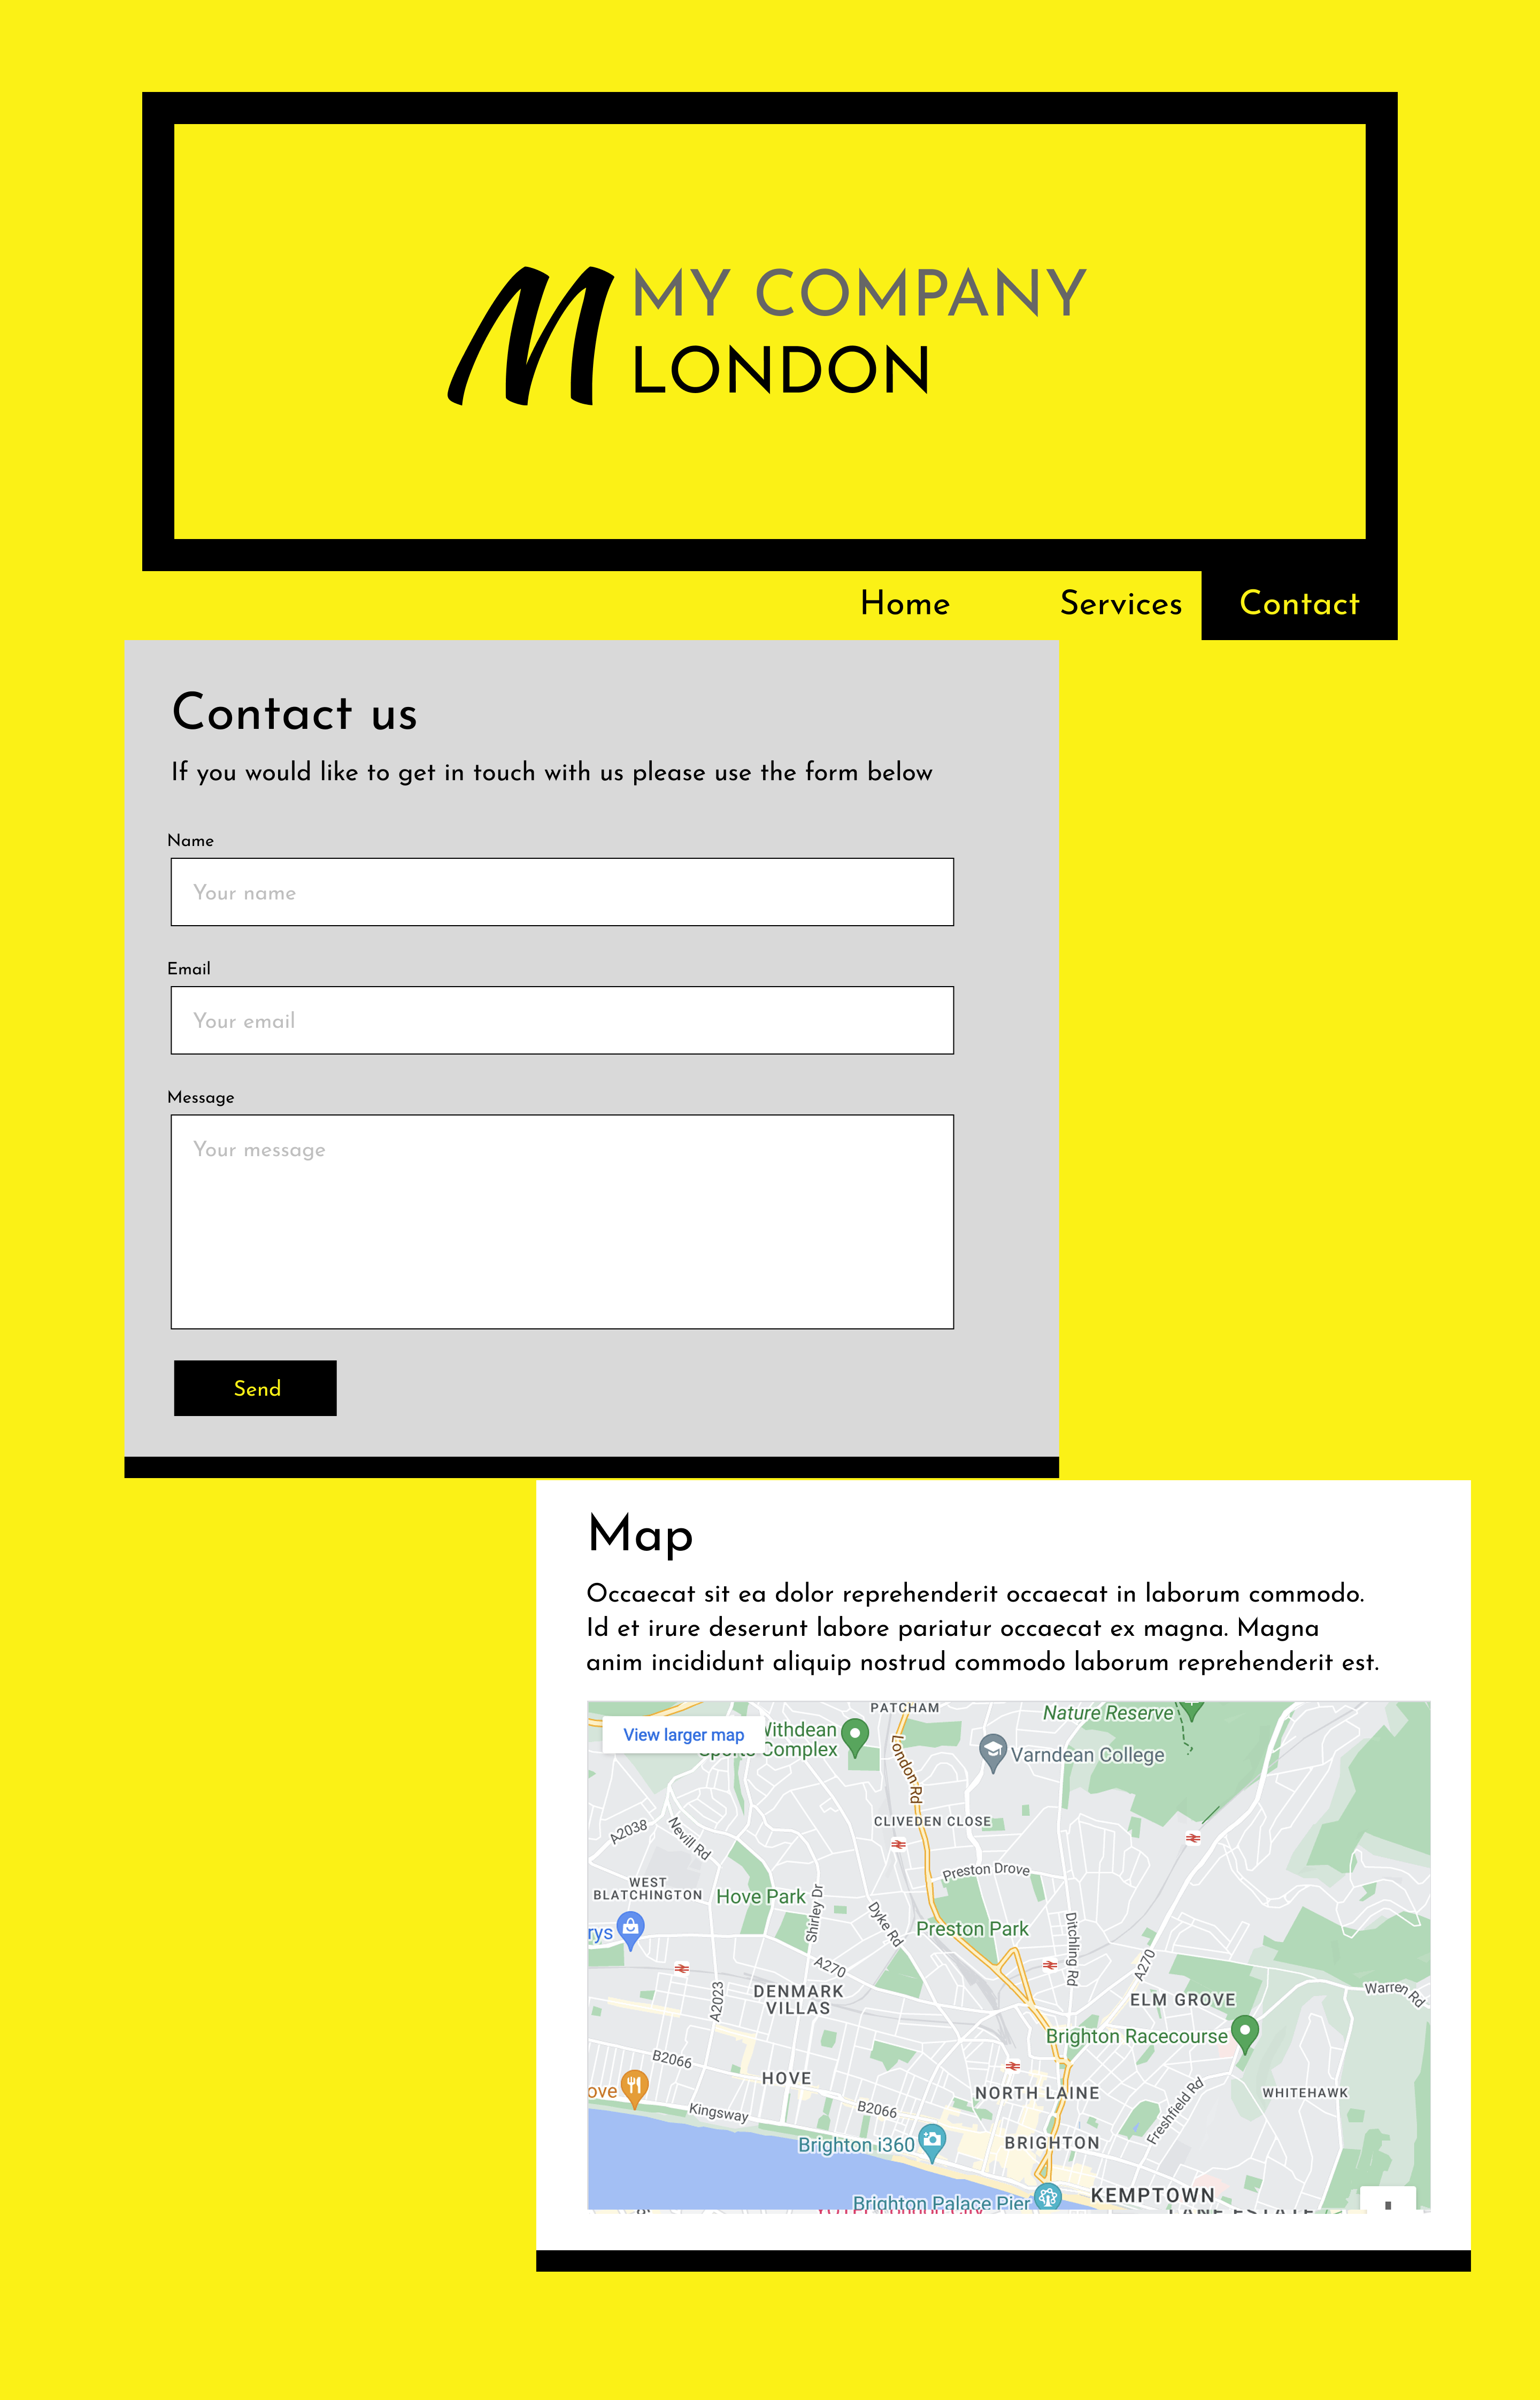 M
MY COMPANY
LONDON
Home
Services
Contact
Contact us
If you would like to get in touch with us please use the form below
Name
Your name
Email
Your email
Message
Your message
Send
Map
Occaecat sit ea dolor reprehenderit occaecat in laborum commodo.
Id et irure deserunt labore pariatur occaecat ex magna. Magna
anim incididunt aliquip nostrud commodo laborum reprehenderit est.
PATCHAM
Nature Reserve
View larger map
Withdean
Sports Complex
London Rd
Varndean College
CLIVEDEN CLOSE
A2038
Nevill Rd
Preston Drove
WEST
BLATCHINGTON
Hove Park
Shirley Dr
Dyke Rd
Preston Park
Ditchling Rd
rys
A270
A270
A2023
DENMARK
VILLAS
ELM GROVE
Warren Rd
Brighton Racecourse
B2066
HOVE
NORTH LAINE
Freshfield Rd
WHITEHAWK
ove
Kingsway
B2066
Brighton i360
BRIGHTON
Brighton Palace Pier
KEMPTOWN
LANE ESTATE